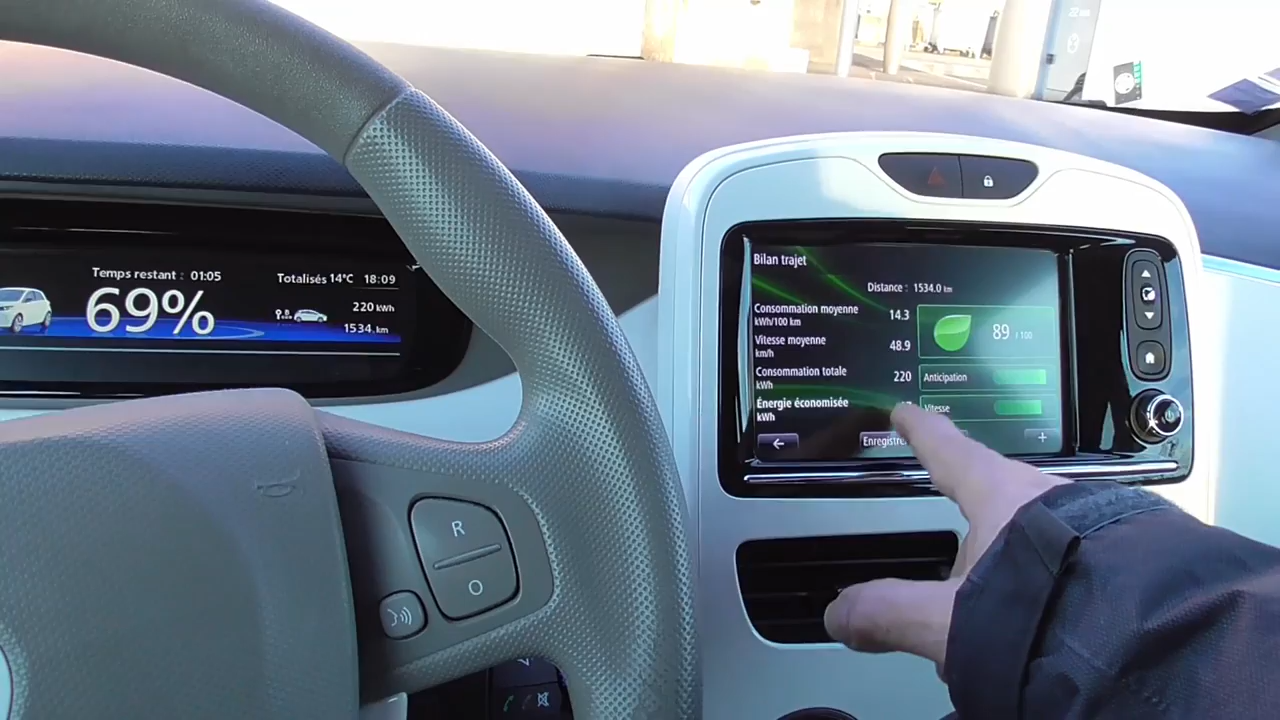 Temps restant : 01:05
69%
Totalisés 14°C 18:09
220 kWh
1534. km
R
O
Bilan trajet
Distance : 1534.0 km
Consommation moyenne 14.3
kWh/100 km
Vitesse moyenne 48.9
km/h
Consommation totale 220
kWh
Énergie économisée
kWh
89 / 100
Anticipation
Vitesse
Enregistrer
+